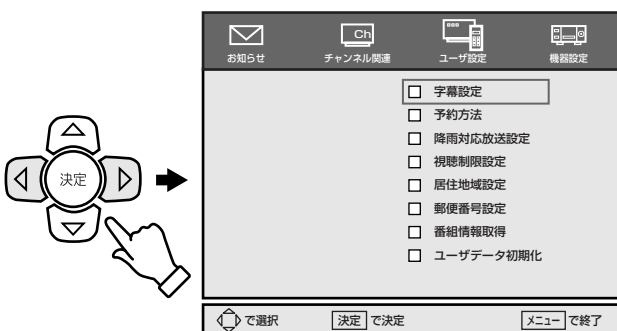 Ch
お知らせ チャンネル関連 ユーザ設定 機器設定
字幕設定
予約方法
降雨対応放送設定
視聴制限設定
居住地域設定
郵便番号設定
番組情報取得
ユーザデータ初期化
決定
で選択 決定 で決定 メニュー で終了